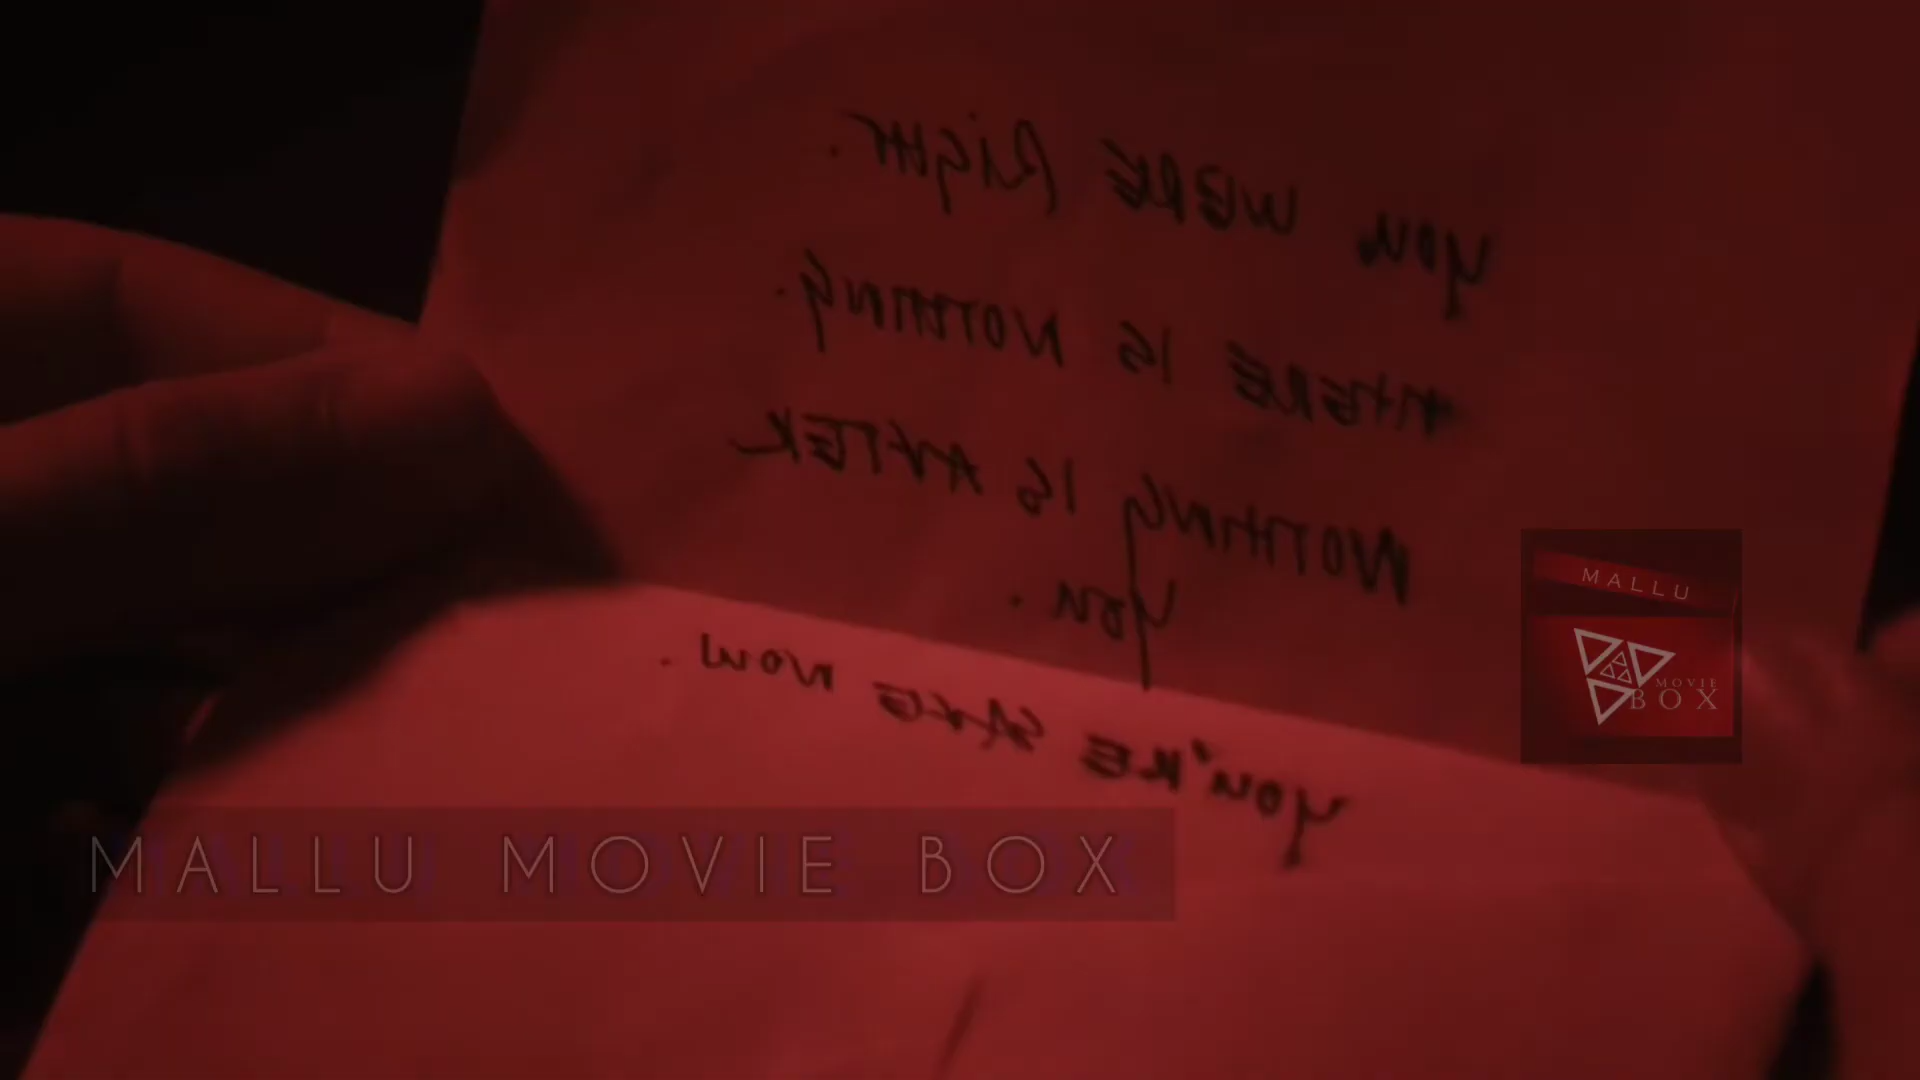 you were Right.
there is nothing.
nothing is after
you.
you're safe now.
MALLU
MOVIE
BOX
MALLU MOVIE BOX